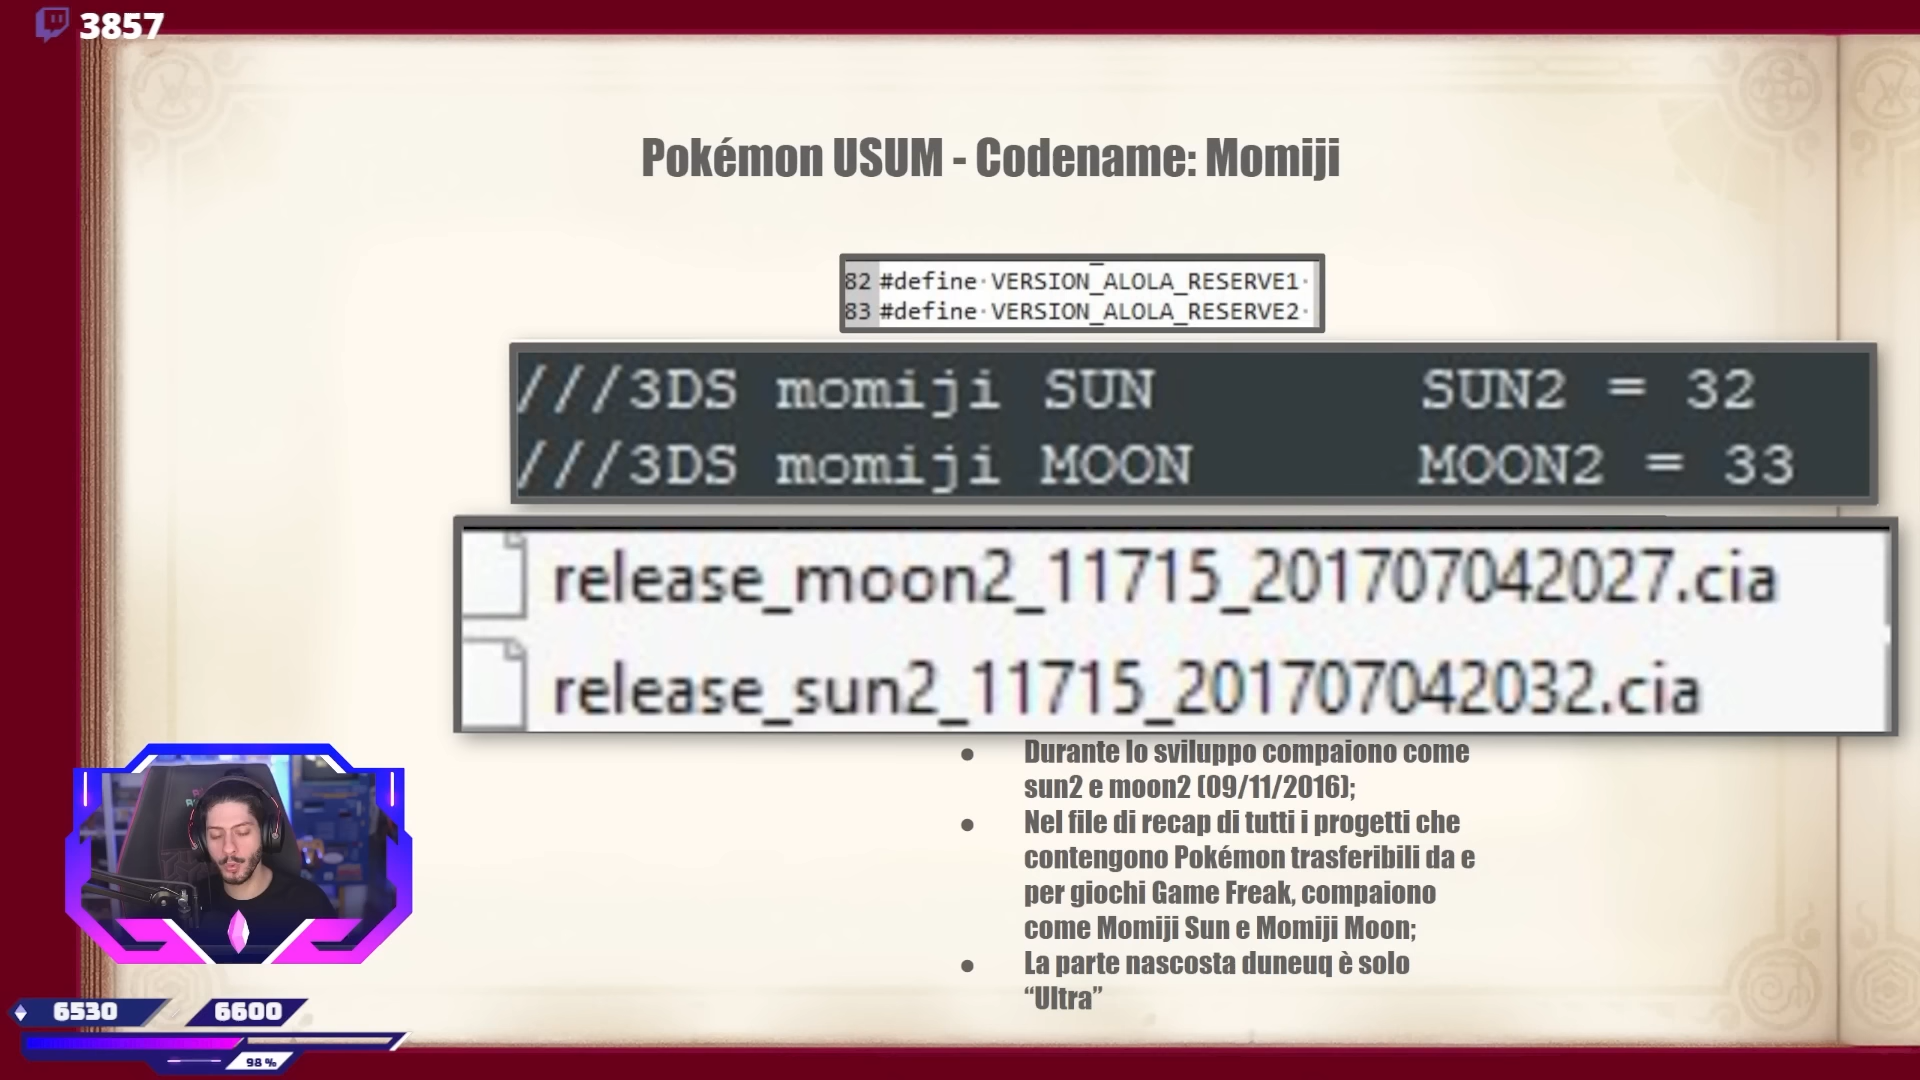 3857
Pokémon USUM - Codename: Momiji
82 #define·VERSION_ALOLA_RESERVE1·
83 #define·VERSION_ALOLA_RESERVE2·
///3DS momiji SUN SUN2 = 32
///3DS momiji MOON MOON2 = 33
release_moon2_11715_201707042027.cia
release_sun2_11715_201707042032.cia
● Durante lo sviluppo compaiono come
sun2 e moon2 (09/11/2016);
● Nel file di recap di tutti i progetti che
contengono Pokémon trasferibili da e
per giochi Game Freak, compaiono
come Momiji Sun e Momiji Moon;
● La parte nascosta duneuq è solo
“Ultra”
6530 6600
98 %